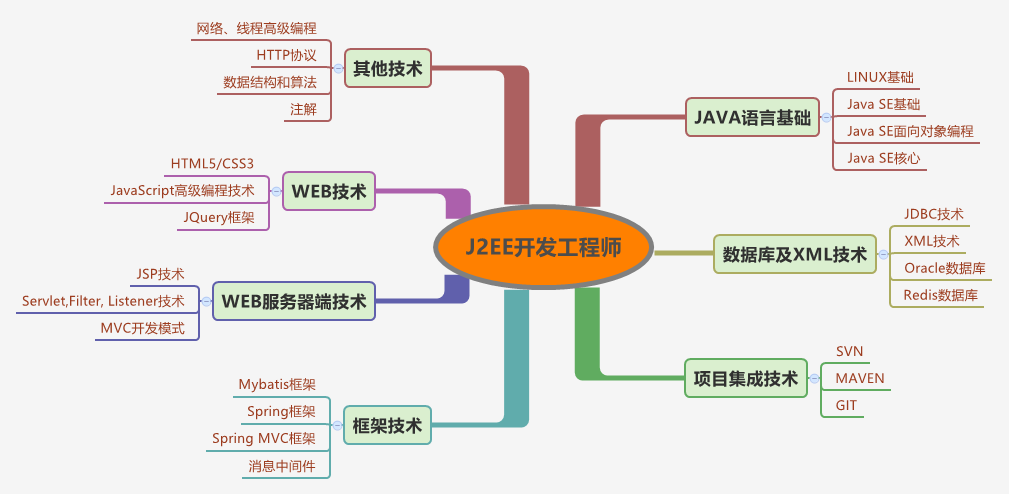 J2EE开发工程师
JAVA语言基础
LINUX基础
Java SE基础
Java SE面向对象编程
Java SE核心
数据库及XML技术
JDBC技术
XML技术
Oracle数据库
Redis数据库
项目集成技术
SVN
MAVEN
GIT
其他技术
网络、线程高级编程
HTTP协议
数据结构和算法
注解
WEB技术
HTML5/CSS3
JavaScript高级编程技术
JQuery框架
WEB服务器端技术
JSP技术
Servlet,Filter, Listener技术
MVC开发模式
框架技术
Mybatis框架
Spring框架
Spring MVC框架
消息中间件